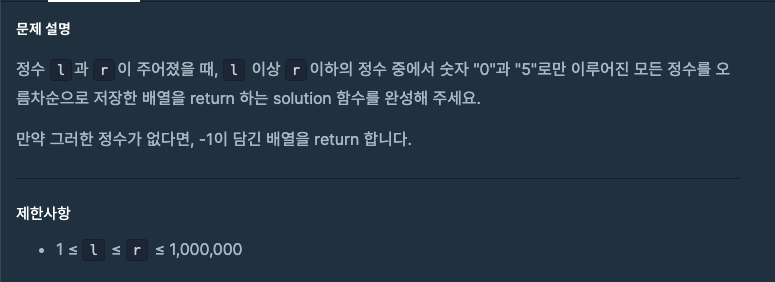 문제 설명
정수 l과 r이 주어졌을 때, l 이상 r이하의 정수 중에서 숫자 "0"과 "5"로만 이루어진 모든 정수를 오
름차순으로 저장한 배열을 return 하는 solution 함수를 완성해 주세요.
만약 그러한 정수가 없다면, -1이 담긴 배열을 return 합니다.
제한사항
• 1 ≤ l ≤ r ≤ 1,000,000